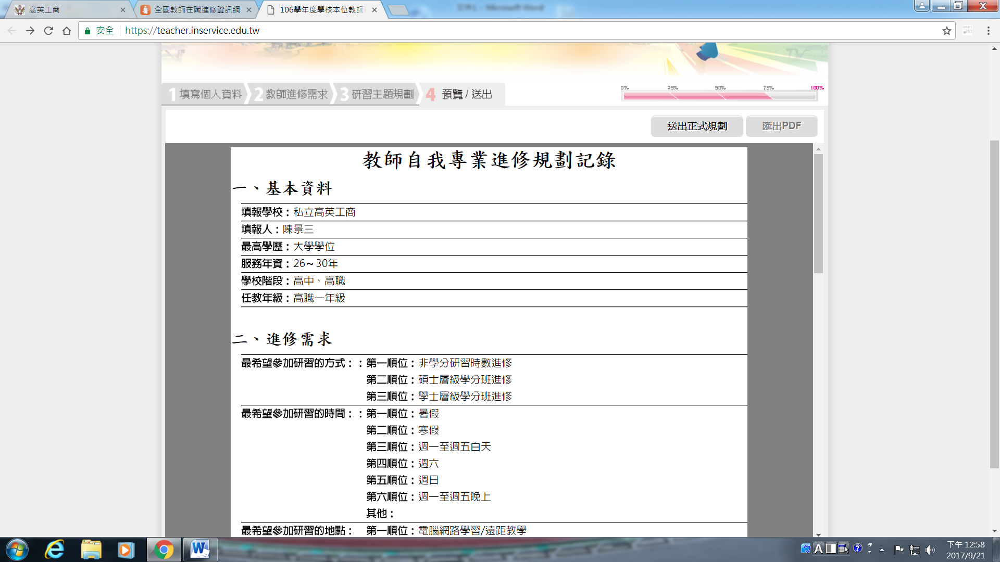 高英工商
全國教師在職進修資訊網
106學年度學校本位教師
安全
https://teacher.inservice.edu.tw
1 填寫個人資料
2 教師進修需求
3 研習主題規劃
4 預覽 / 送出
0% 25% 50% 75% 100%
送出正式規劃
匯出PDF
教師自我專業進修規劃記錄
一、基本資料
填報學校：私立高英工商
填報人：陳景三
最高學歷：大學學位
服務年資：26～30年
學校階段：高中、高職
任教年級：高職一年級
二、進修需求
最希望參加研習的方式：：第一順位：非學分研習時數進修
第二順位：碩士層級學分班進修
第三順位：學士層級學分班進修
最希望參加研習的時間：：第一順位：暑假
第二順位：寒假
第三順位：週一至週五白天
第四順位：週六
第五順位：週日
第六順位：週一至週五晚上
其他：
最希望參加研習的地點： 第一順位：電腦網路學習/遠距教學
下午 12:58
2017/9/21